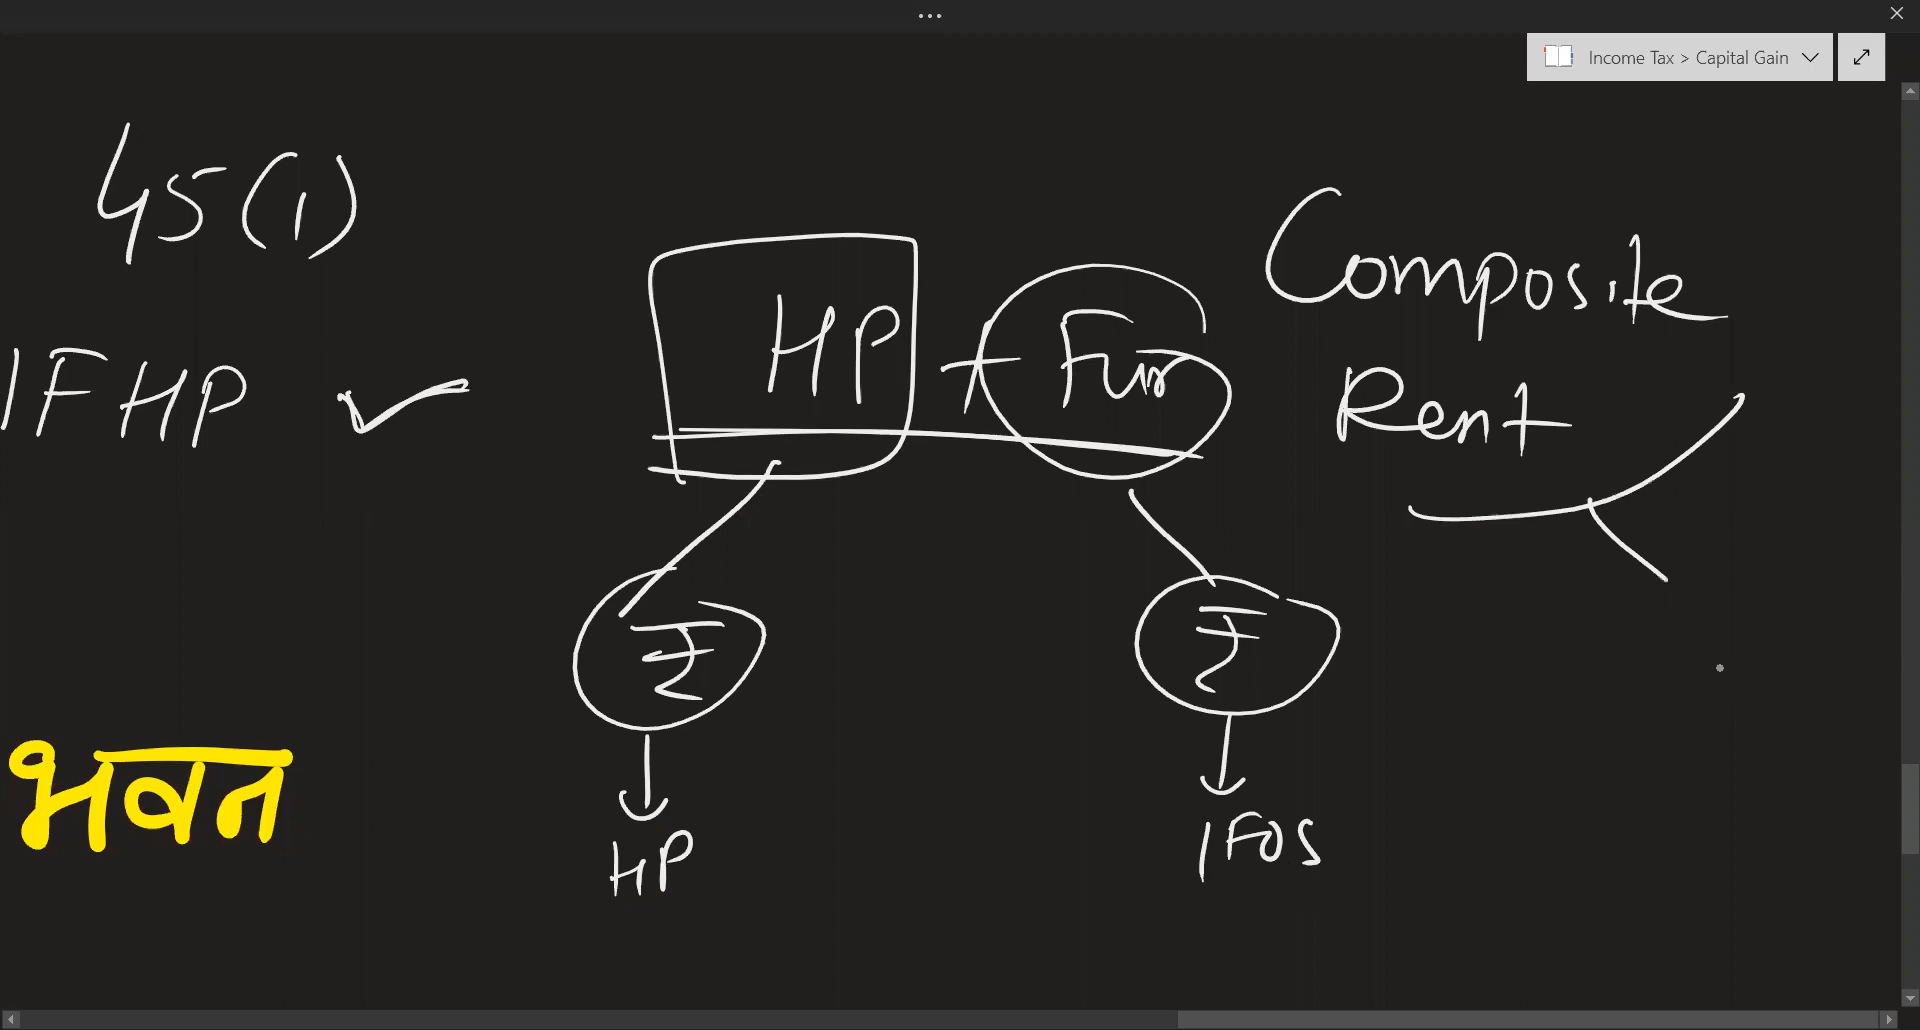 Income Tax > Capital Gain
45(1)
HP + Fur
Composite
Rent
IFHP
₹ ₹
भवन
HP
IFOS